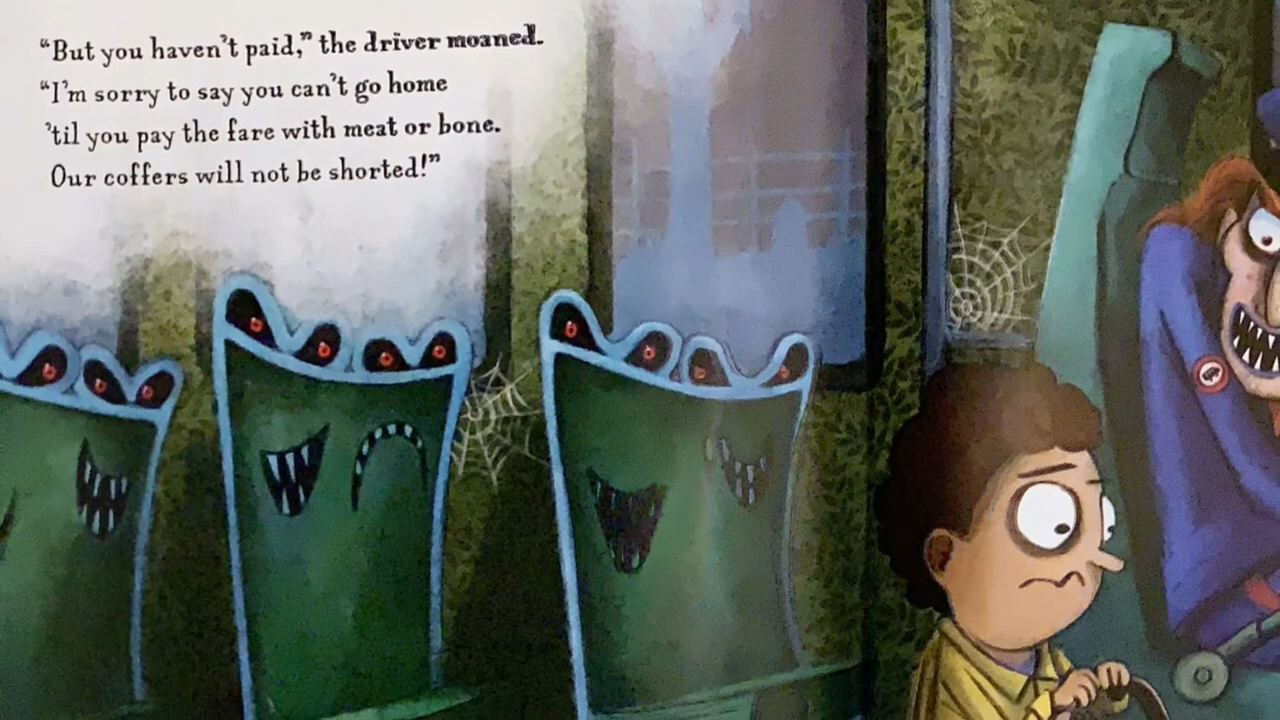 “But you haven’t paid,” the driver moaned.
“I’m sorry to say you can’t go home
’til you pay the fare with meat or bone.
Our coffers will not be shorted!”